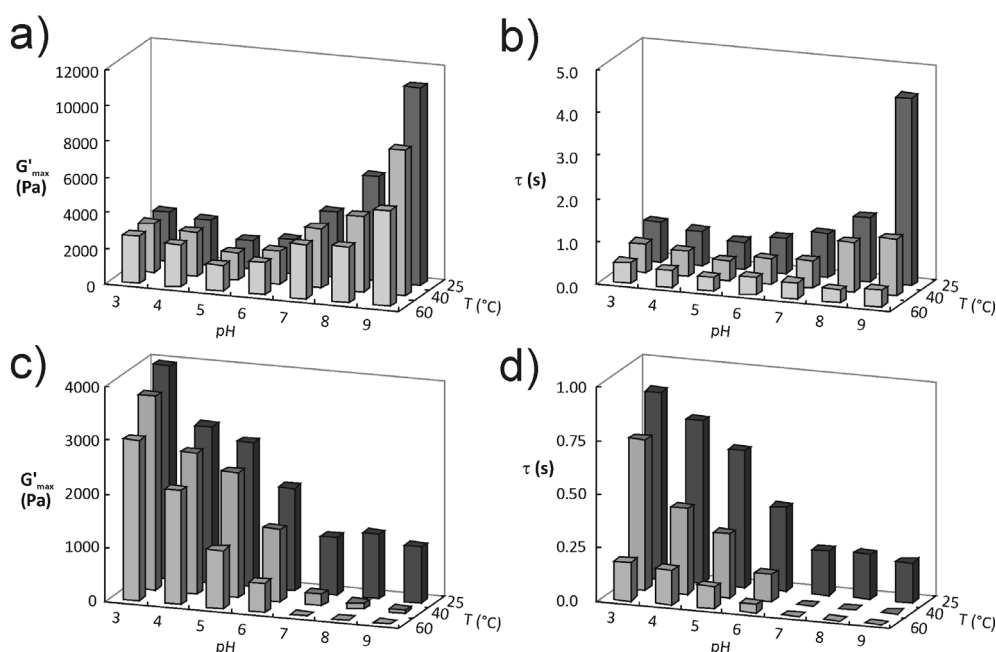 a)
12000
10000
8000
6000
4000
2000
0
G'max
(Pa)
3 4 5 6 7 8 9
pH
25
40
60
T (°C)
b)
5.0
4.0
3.0
2.0
1.0
0.0
τ (s)
3 4 5 6 7 8 9
pH
25
40
60
T (°C)
c)
4000
3000
2000
1000
0
G'max
(Pa)
3 4 5 6 7 8 9
pH
25
40
60
T (°C)
d)
1.00
0.75
0.50
0.25
0.0
τ (s)
3 4 5 6 7 8 9
pH
25
40
60
T (°C)